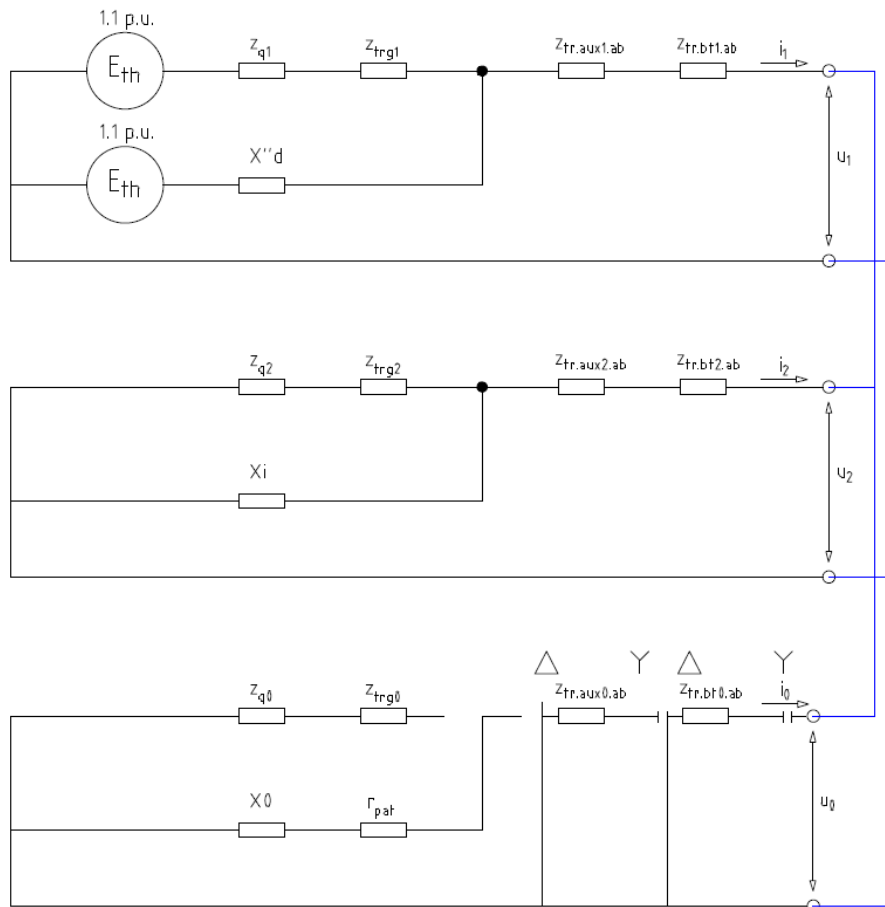 1.1 p.u.
Eth zq1 ztrg1 ztr.aux1.ab ztr.bt1.ab i1
1.1 p.u.
Eth X''d u1
zq2 ztrg2 ztr.aux2.ab ztr.bt2.ab i2
Xi u2
Δ Y Δ Y
zq0 ztrg0 ztr.aux0.ab ztr.bt0.ab i0
X0 rpat u0